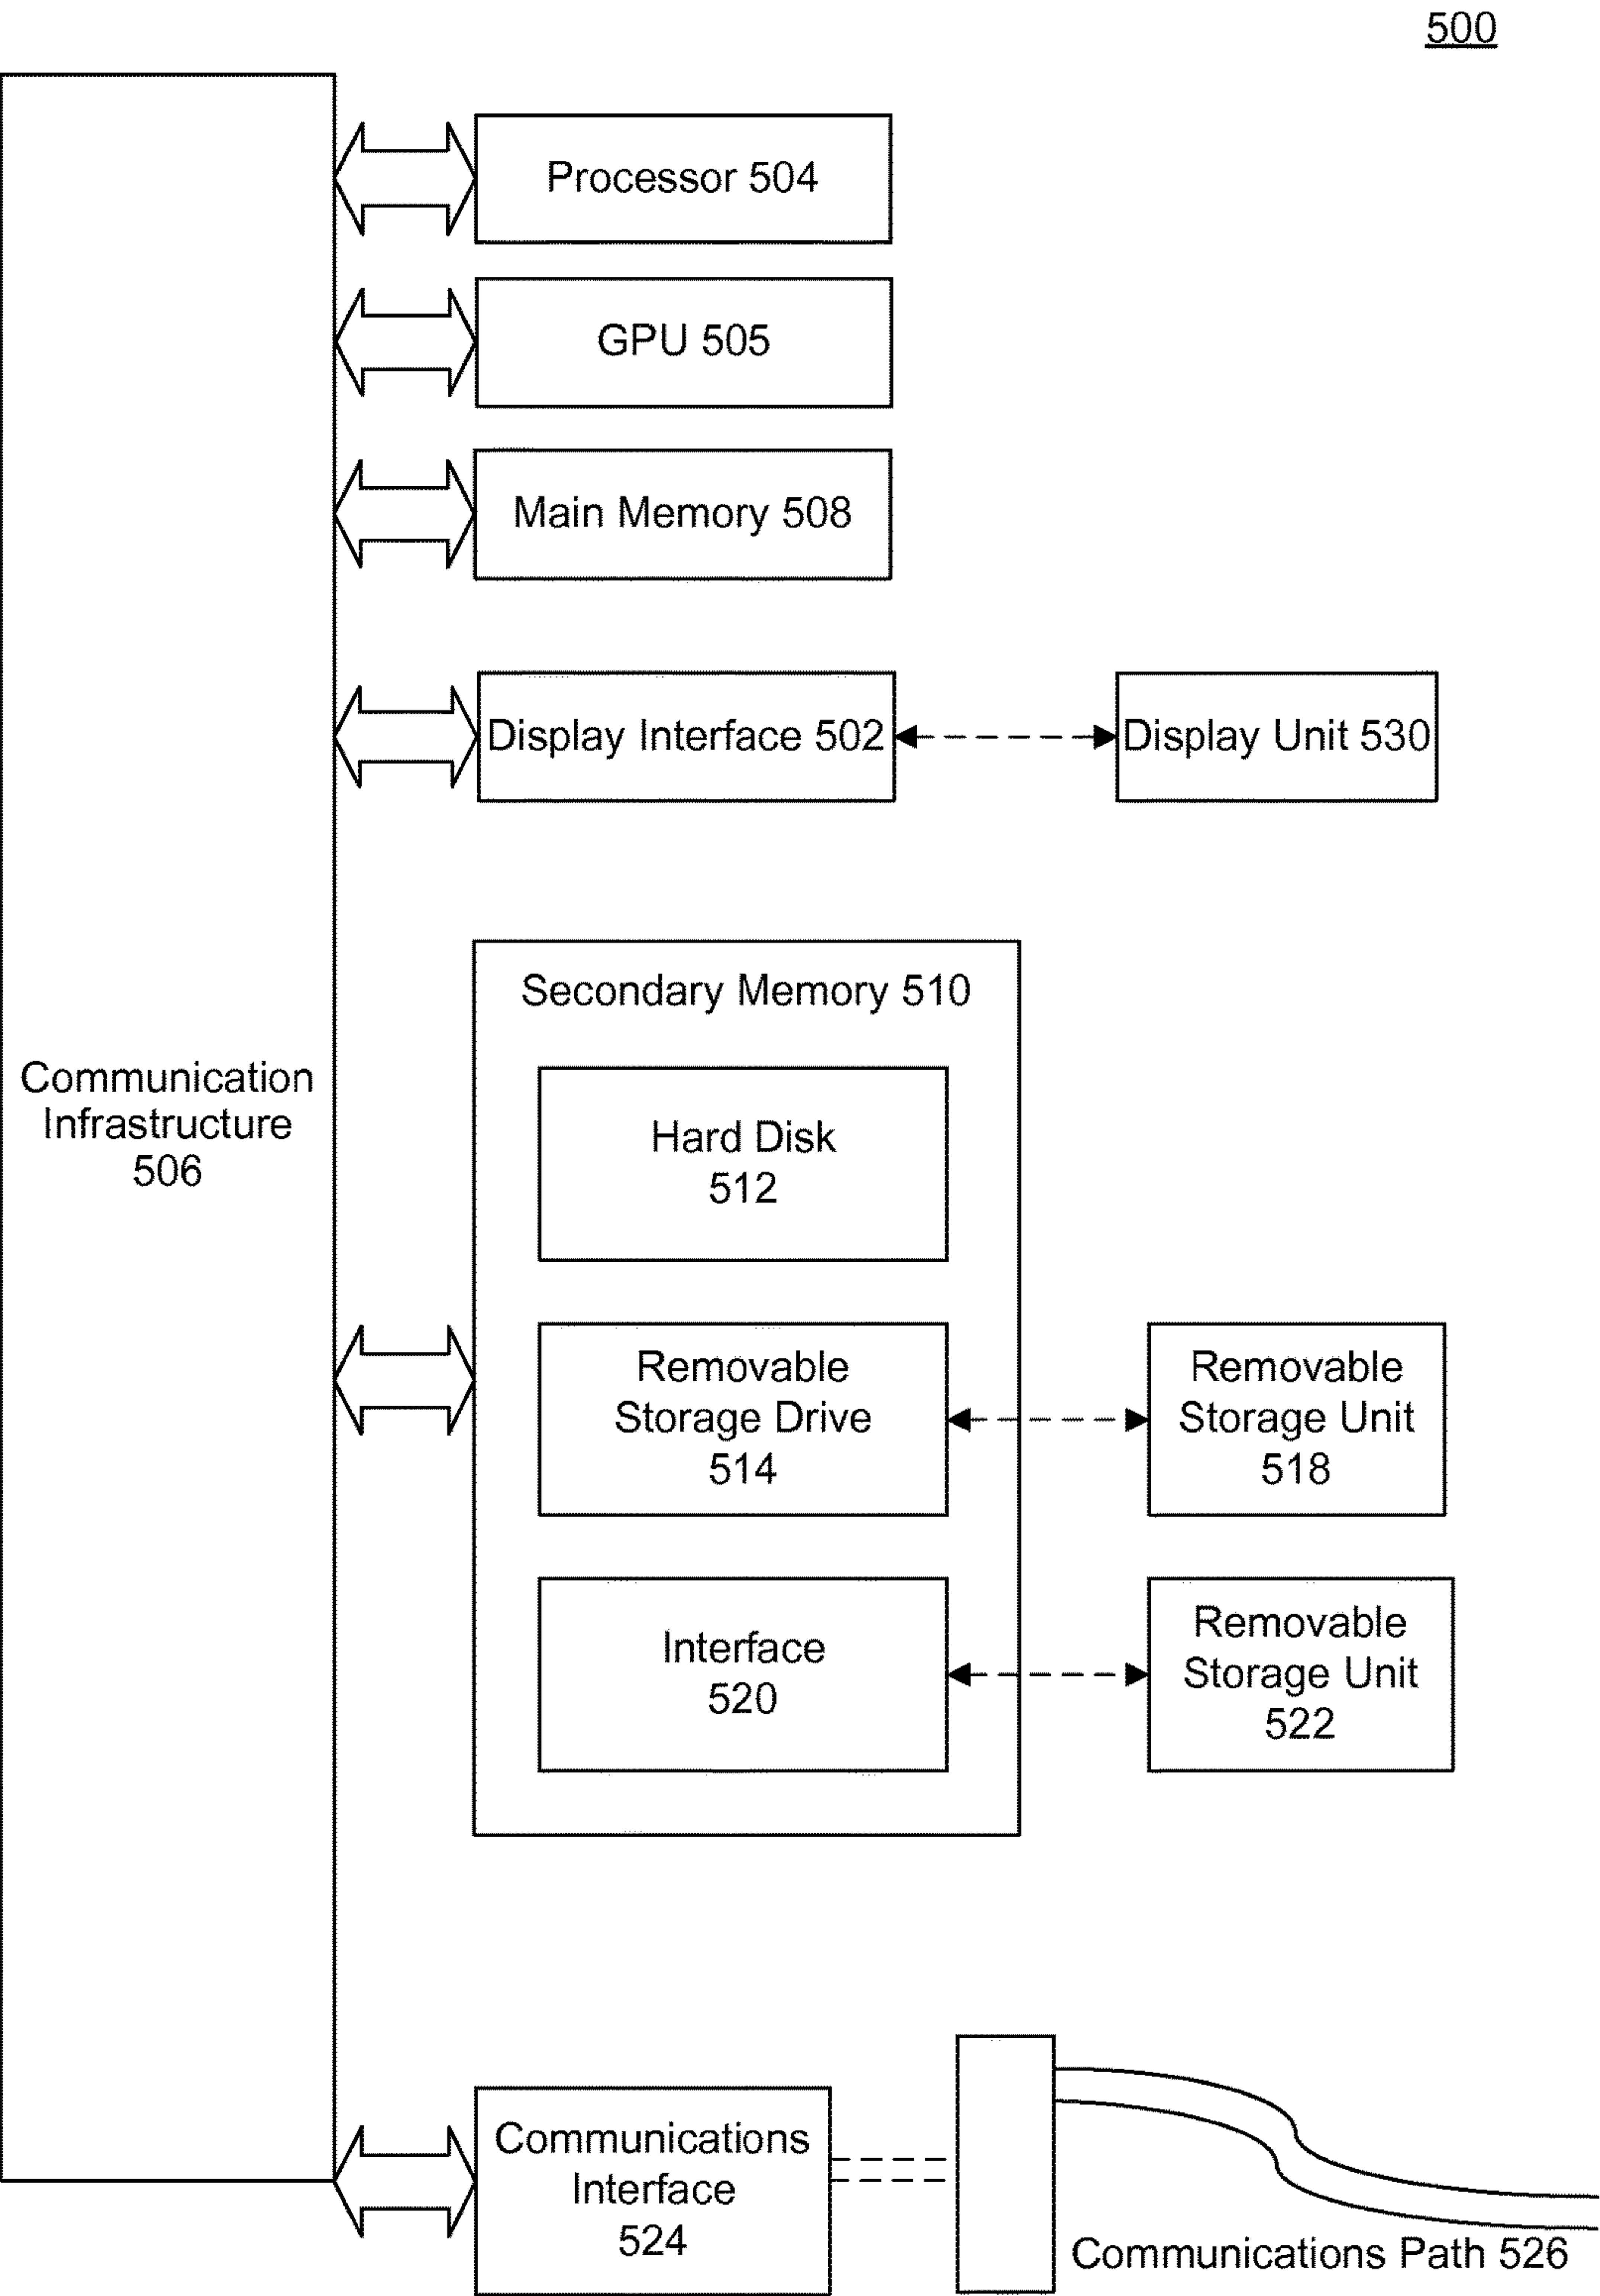 500
Processor 504
GPU 505
Main Memory 508
Display Interface 502
Display Unit 530
Communication
Infrastructure
506
Secondary Memory 510
Hard Disk
512
Removable
Storage Drive
514
Removable
Storage Unit
518
Interface
520
Removable
Storage Unit
522
Communications
Interface
524
Communications Path 526